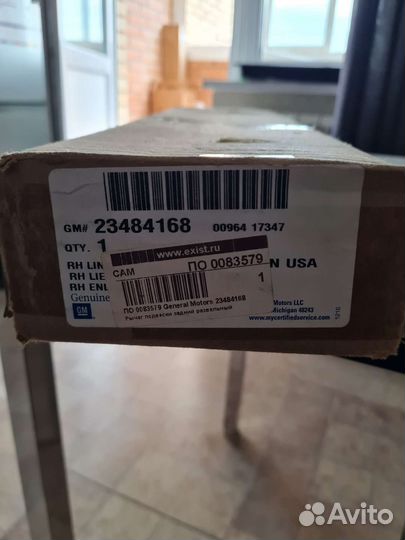 GM# 23484168 00964 17347
QTY. 1
www.exist.ru
САМ ПО 0083579
1
ПО 0083579 General Motors 23484168
Рычаг подвески задний развальный
RH LIN
RH LIE
RH ENL
Genuine
GM
N USA
Motors LLC
Michigan 48243
www.mycertifiedservice.com
Avito